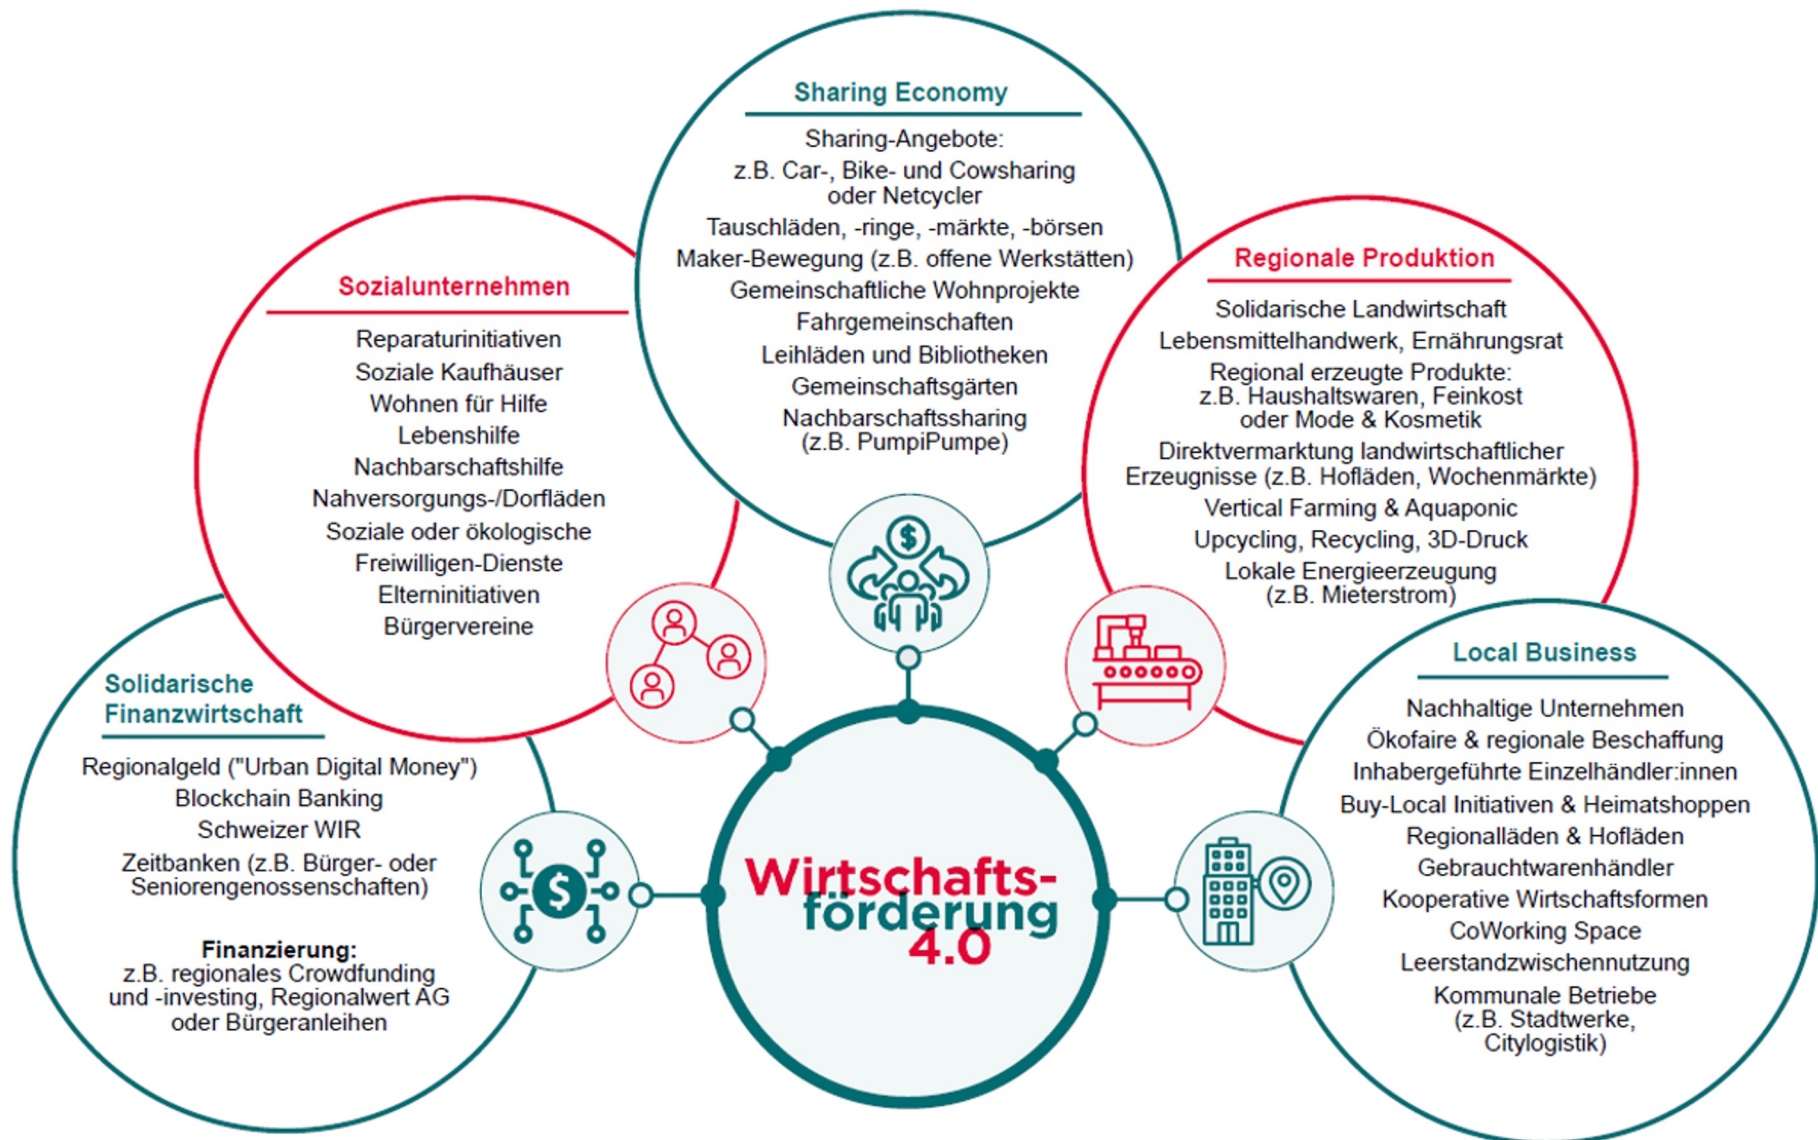 Sharing Economy
Sharing-Angebote:
z.B. Car-, Bike- und Cowsharing
oder Netcycler
Tauschläden, -ringe, -märkte, -börsen
Maker-Bewegung (z.B. offene Werkstätten)
Gemeinschaftliche Wohnprojekte
Fahrgemeinschaften
Leihläden und Bibliotheken
Gemeinschaftsgärten
Nachbarschaftssharing
(z.B. PumpiPumpe)
$
Sozialunternehmen
Reparaturinitiativen
Soziale Kaufhäuser
Wohnen für Hilfe
Lebenshilfe
Nachbarschaftshilfe
Nahversorgungs-/Dorfläden
Soziale oder ökologische
Freiwilligen-Dienste
Elterninitiativen
Bürgervereine
Regionale Produktion
Solidarische Landwirtschaft
Lebensmittelhandwerk, Ernährungsrat
Regional erzeugte Produkte:
z.B. Haushaltswaren, Feinkost
oder Mode & Kosmetik
Direktvermarktung landwirtschaftlicher
Erzeugnisse (z.B. Hofläden, Wochenmärkte)
Vertical Farming & Aquaponic
Upcycling, Recycling, 3D-Druck
Lokale Energieerzeugung
(z.B. Mieterstrom)
Solidarische
Finanzwirtschaft
Regionalgeld ("Urban Digital Money")
Blockchain Banking
Schweizer WIR
Zeitbanken (z.B. Bürger- oder
Seniorengenossenschaften)
Finanzierung:
z.B. regionales Crowdfunding
und -investing, Regionalwert AG
oder Bürgeranleihen
$
Wirtschafts-
förderung
4.0
Local Business
Nachhaltige Unternehmen
Ökofaire & regionale Beschaffung
Inhabergeführte Einzelhändler:innen
Buy-Local Initiativen & Heimatshoppen
Regionalläden & Hofläden
Gebrauchtwarenhändler
Kooperative Wirtschaftsformen
CoWorking Space
Leerstandzwischennutzung
Kommunale Betriebe
(z.B. Stadtwerke,
Citylogistik)